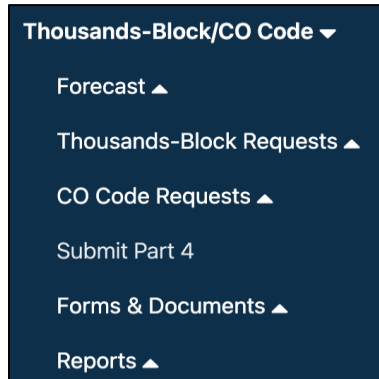 Thousands-Block/CO Code
Forecast
Thousands-Block Requests
CO Code Requests
Submit Part 4
Forms & Documents
Reports